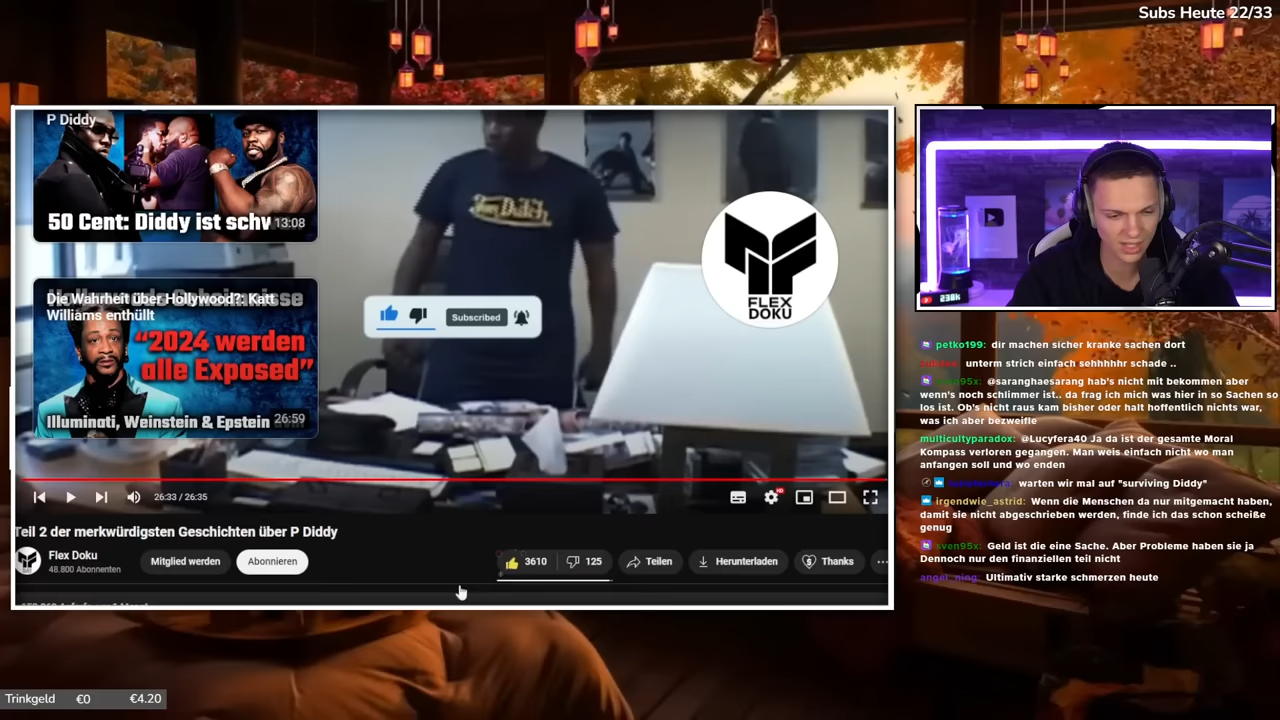 Subs Heute 22/33
P Diddy
50 Cent: Diddy ist schw
13:08
Von Dutch
FLEX
DOKU
Subscribed
Die Wahrheit über Hollywood?: Katt
Williams enthüllt
"2024 werden
alle Exposed"
Illuminati, Weinstein & Epstein
26:59
26:33 / 26:35
HD
Teil 2 der merkwürdigsten Geschichten über P Diddy
Flex Doku
48.800 Abonnenten
Mitglied werden
Abonnieren
3610
125
Teilen
Herunterladen
Thanks
238k
petko199: dir machen sicher kranke sachen dort
unterm strich einfach sehhhhhr schade ..
@saranghaesarang hab's nicht mit bekommen aber
wenn's noch schlimmer ist.. da frag ich mich was hier in so Sachen so
los ist. Ob's nicht raus kam bisher oder halt hoffentlich nichts war,
was ich aber bezweifle
multicultyparadox: @Lucyfera40 Ja da ist der gesamte Moral
Kompass verloren gegangen. Man weis einfach nicht wo man
anfangen soll und wo enden
warten wir mal auf "surviving Diddy"
irgendwie_astrid: Wenn die Menschen da nur mitgemacht haben,
damit sie nicht abgeschrieben werden, finde ich das schon scheiße
genug
sven95x: Geld ist die eine Sache. Aber Probleme haben sie ja
Dennoch nur den finanziellen teil nicht
Ultimativ starke schmerzen heute
Trinkgeld €0 €4.20